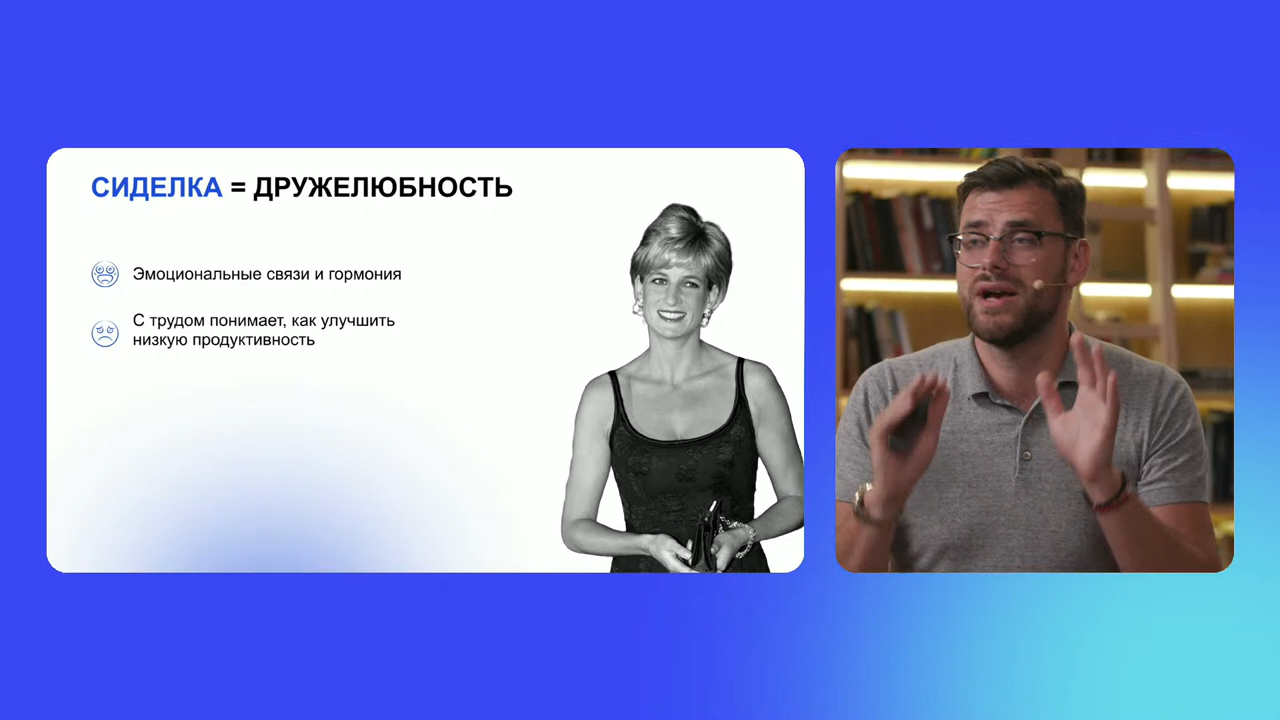 СИДЕЛКА = ДРУЖЕЛЮБНОСТЬ
Эмоциональные связи и гормония
С трудом понимает, как улучшить
низкую продуктивность